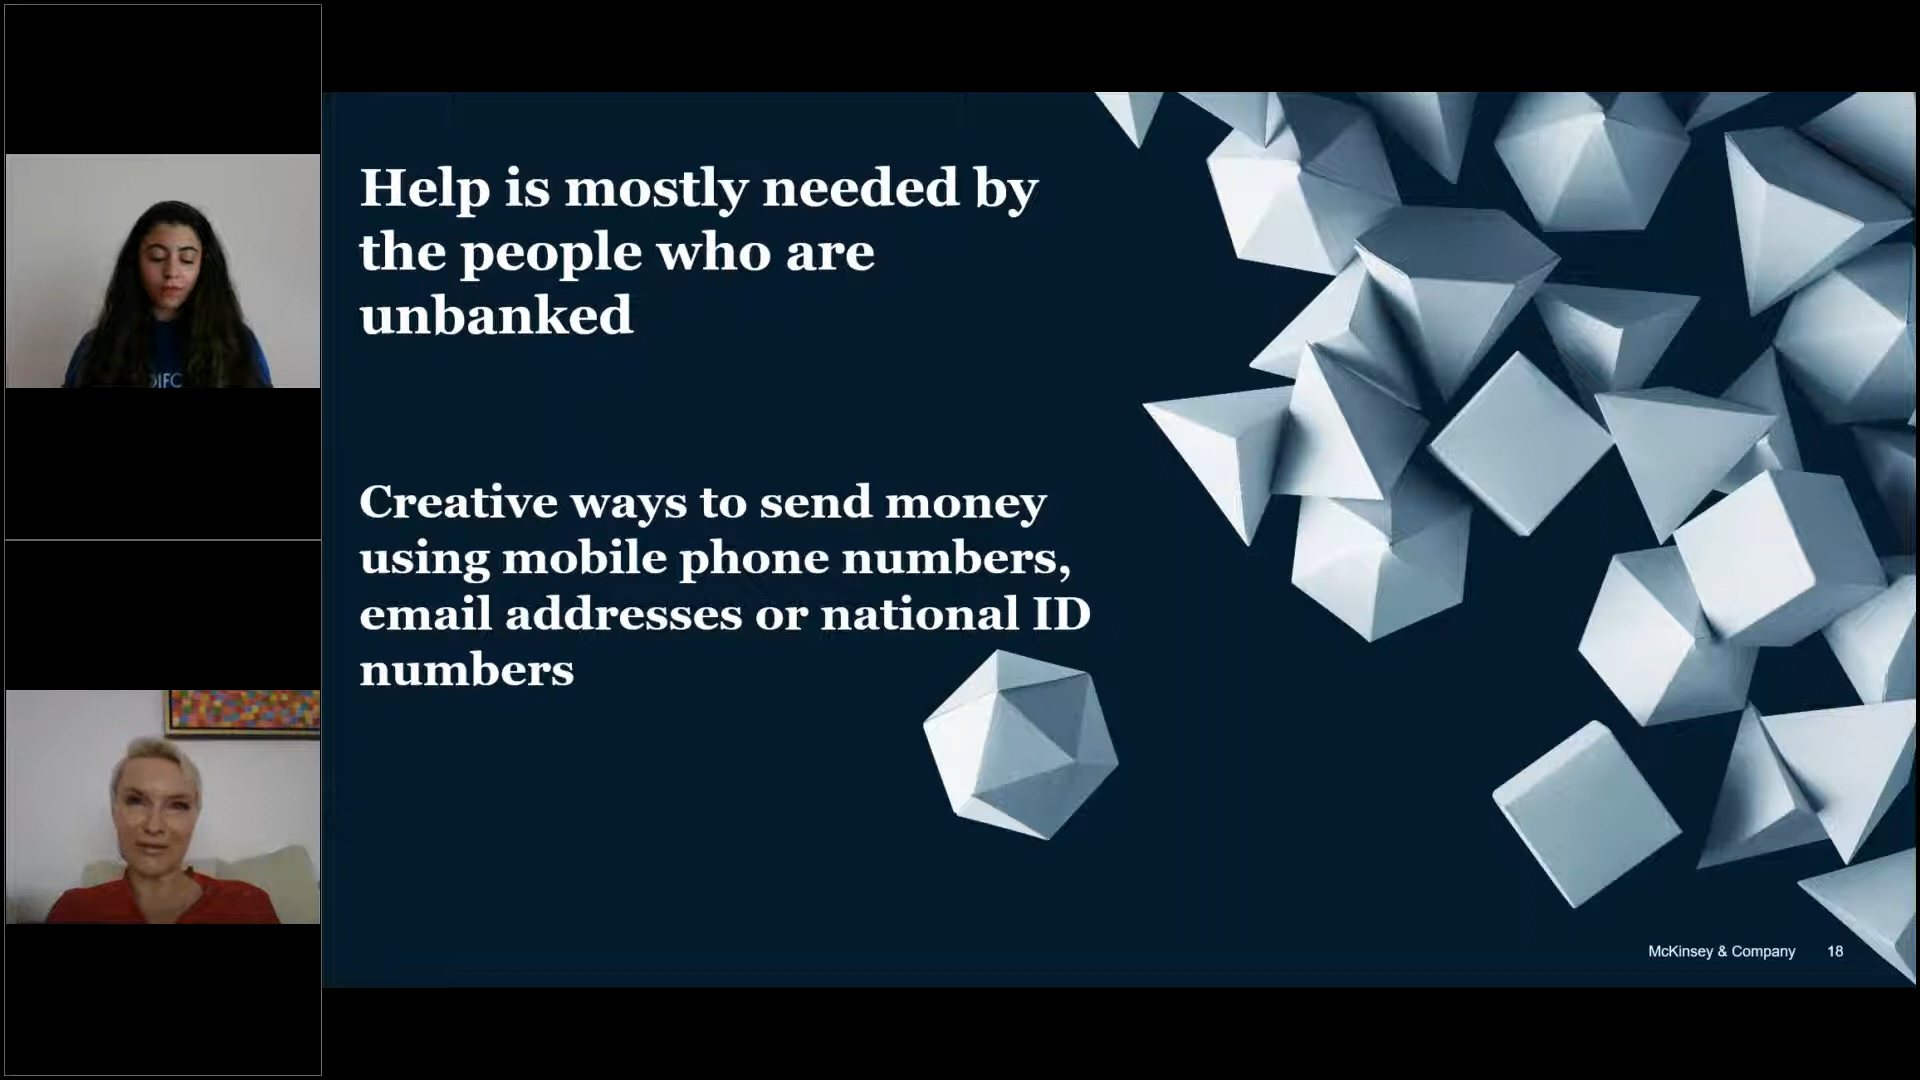 Help is mostly needed by
the people who are
unbanked
Creative ways to send money
using mobile phone numbers,
email addresses or national ID
numbers
McKinsey & Company 18
DIFC